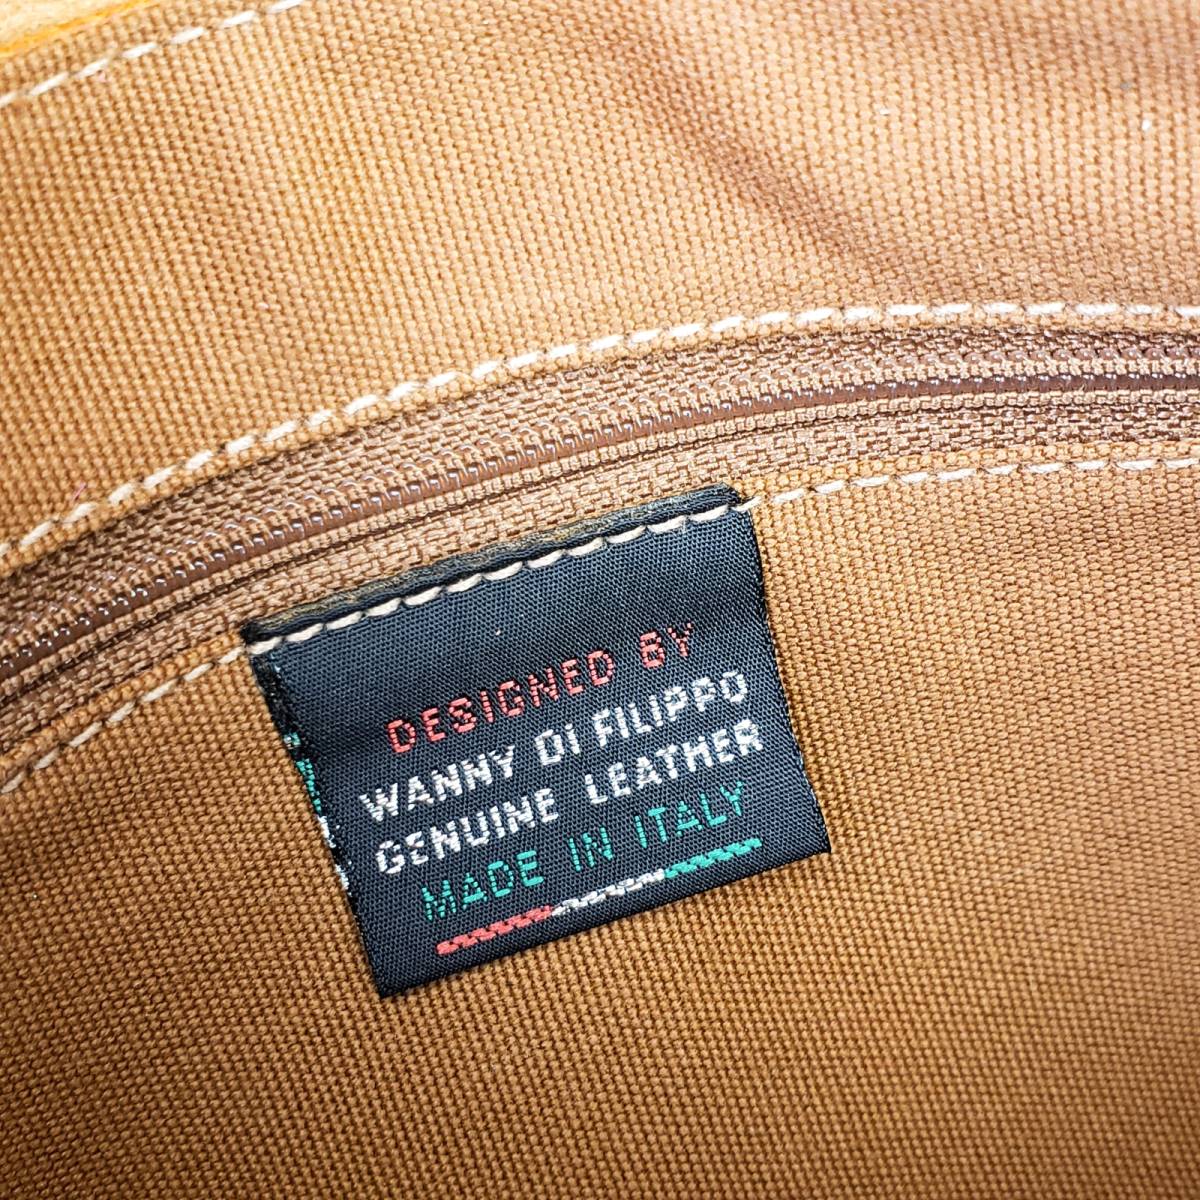 DESIGNED BY
WANNY DI FILIPPO
GENUINE LEATHER
MADE IN ITALY